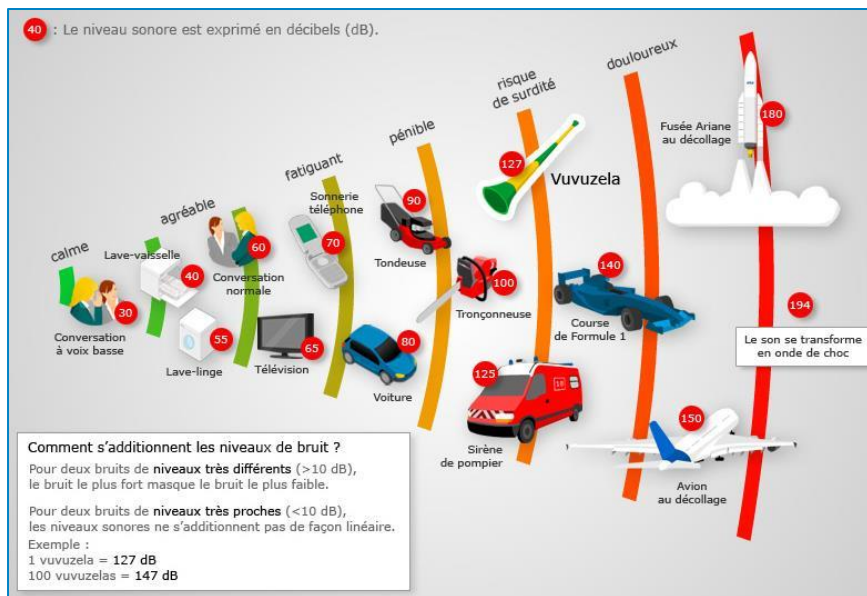 40 : Le niveau sonore est exprimé en décibels (dB).
calme
agréable
fatiguant
pénible
risque
de surdité
douloureux
30
Conversation
à voix basse
Lave-vaisselle
40
55
Lave-linge
60
Conversation
normale
65
Télévision
Sonnerie
téléphone
70
80
Voiture
90
Tondeuse
100
Tronçonneuse
127
Vuvuzela
125
10
Sirène
de pompier
140
Course
de Formule 1
150
Avion
au décollage
Fusée Ariane
au décollage
180
194
Le son se transforme
en onde de choc
Comment s’additionnent les niveaux de bruit ?
Pour deux bruits de niveaux très différents (>10 dB),
le bruit le plus fort masque le bruit le plus faible.
Pour deux bruits de niveaux très proches (<10 dB),
les niveaux sonores ne s’additionnent pas de façon linéaire.
Exemple :
1 vuvuzela = 127 dB
100 vuvuzelas = 147 dB